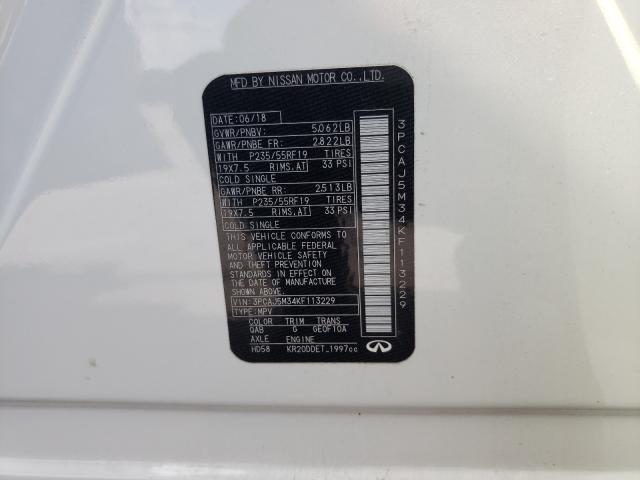 MFD BY NISSAN MOTOR CO.,LTD.
DATE:06/18
GVWR/PNBV: 5,062LB
GAWR/PNBE FR: 2822LB
WITH P235/55RF19 TIRES
19X7.5 RIMS,AT 33 PSI
COLD SINGLE
GAWR/PNBE RR: 2513LB
WITH P235/55RF19 TIRES
19X7.5 RIMS,AT 33 PSI
COLD SINGLE
THIS VEHICLE CONFORMS TO
ALL APPLICABLE FEDERAL
MOTOR VEHICLE SAFETY
AND THEFT PREVENTION
STANDARDS IN EFFECT
ON THE DATE OF MANUFACTURE
SHOWN ABOVE.
VIN:3PCAJ5M34KF113229
TYPE:MPV
COLOR TRIM TRANS
QAB G GEOF10A
AXLE ENGINE
HD58 KR20DDET_1997cc
3PCAJ5M34KF113229